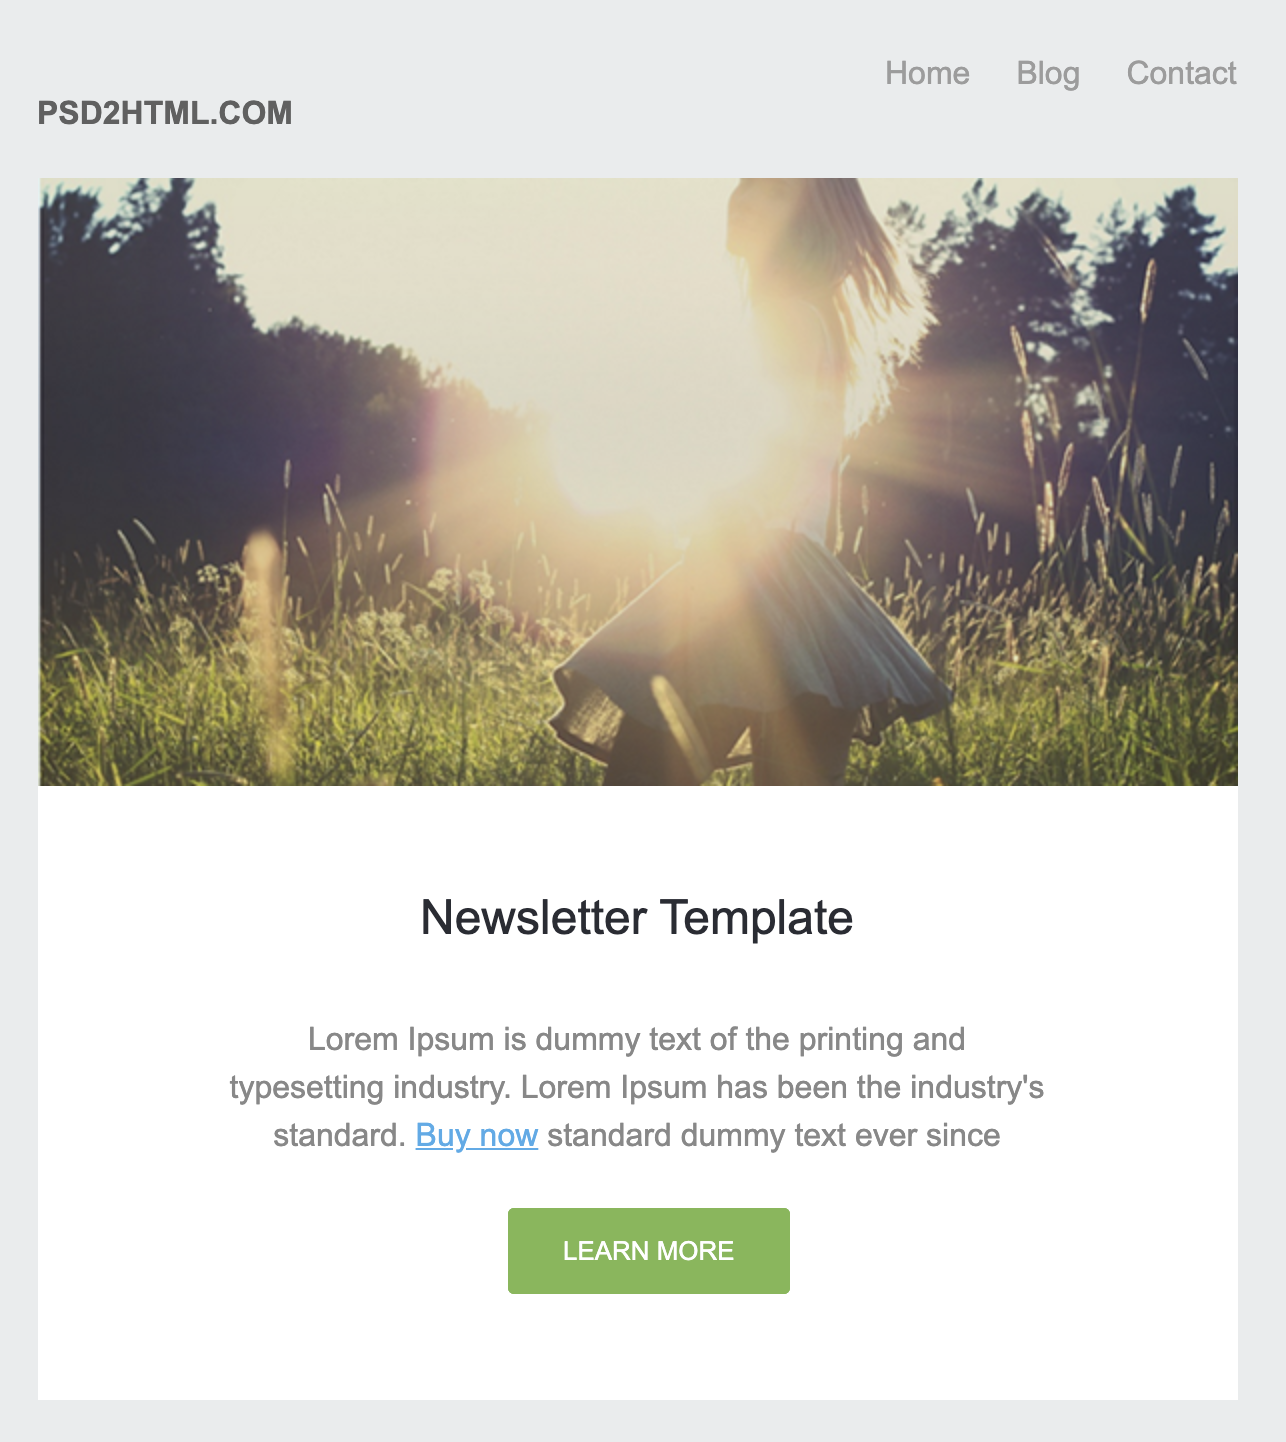 Home Blog Contact
PSD2HTML.COM
Newsletter Template
Lorem Ipsum is dummy text of the printing and
typesetting industry. Lorem Ipsum has been the industry's
standard. Buy now standard dummy text ever since
LEARN MORE